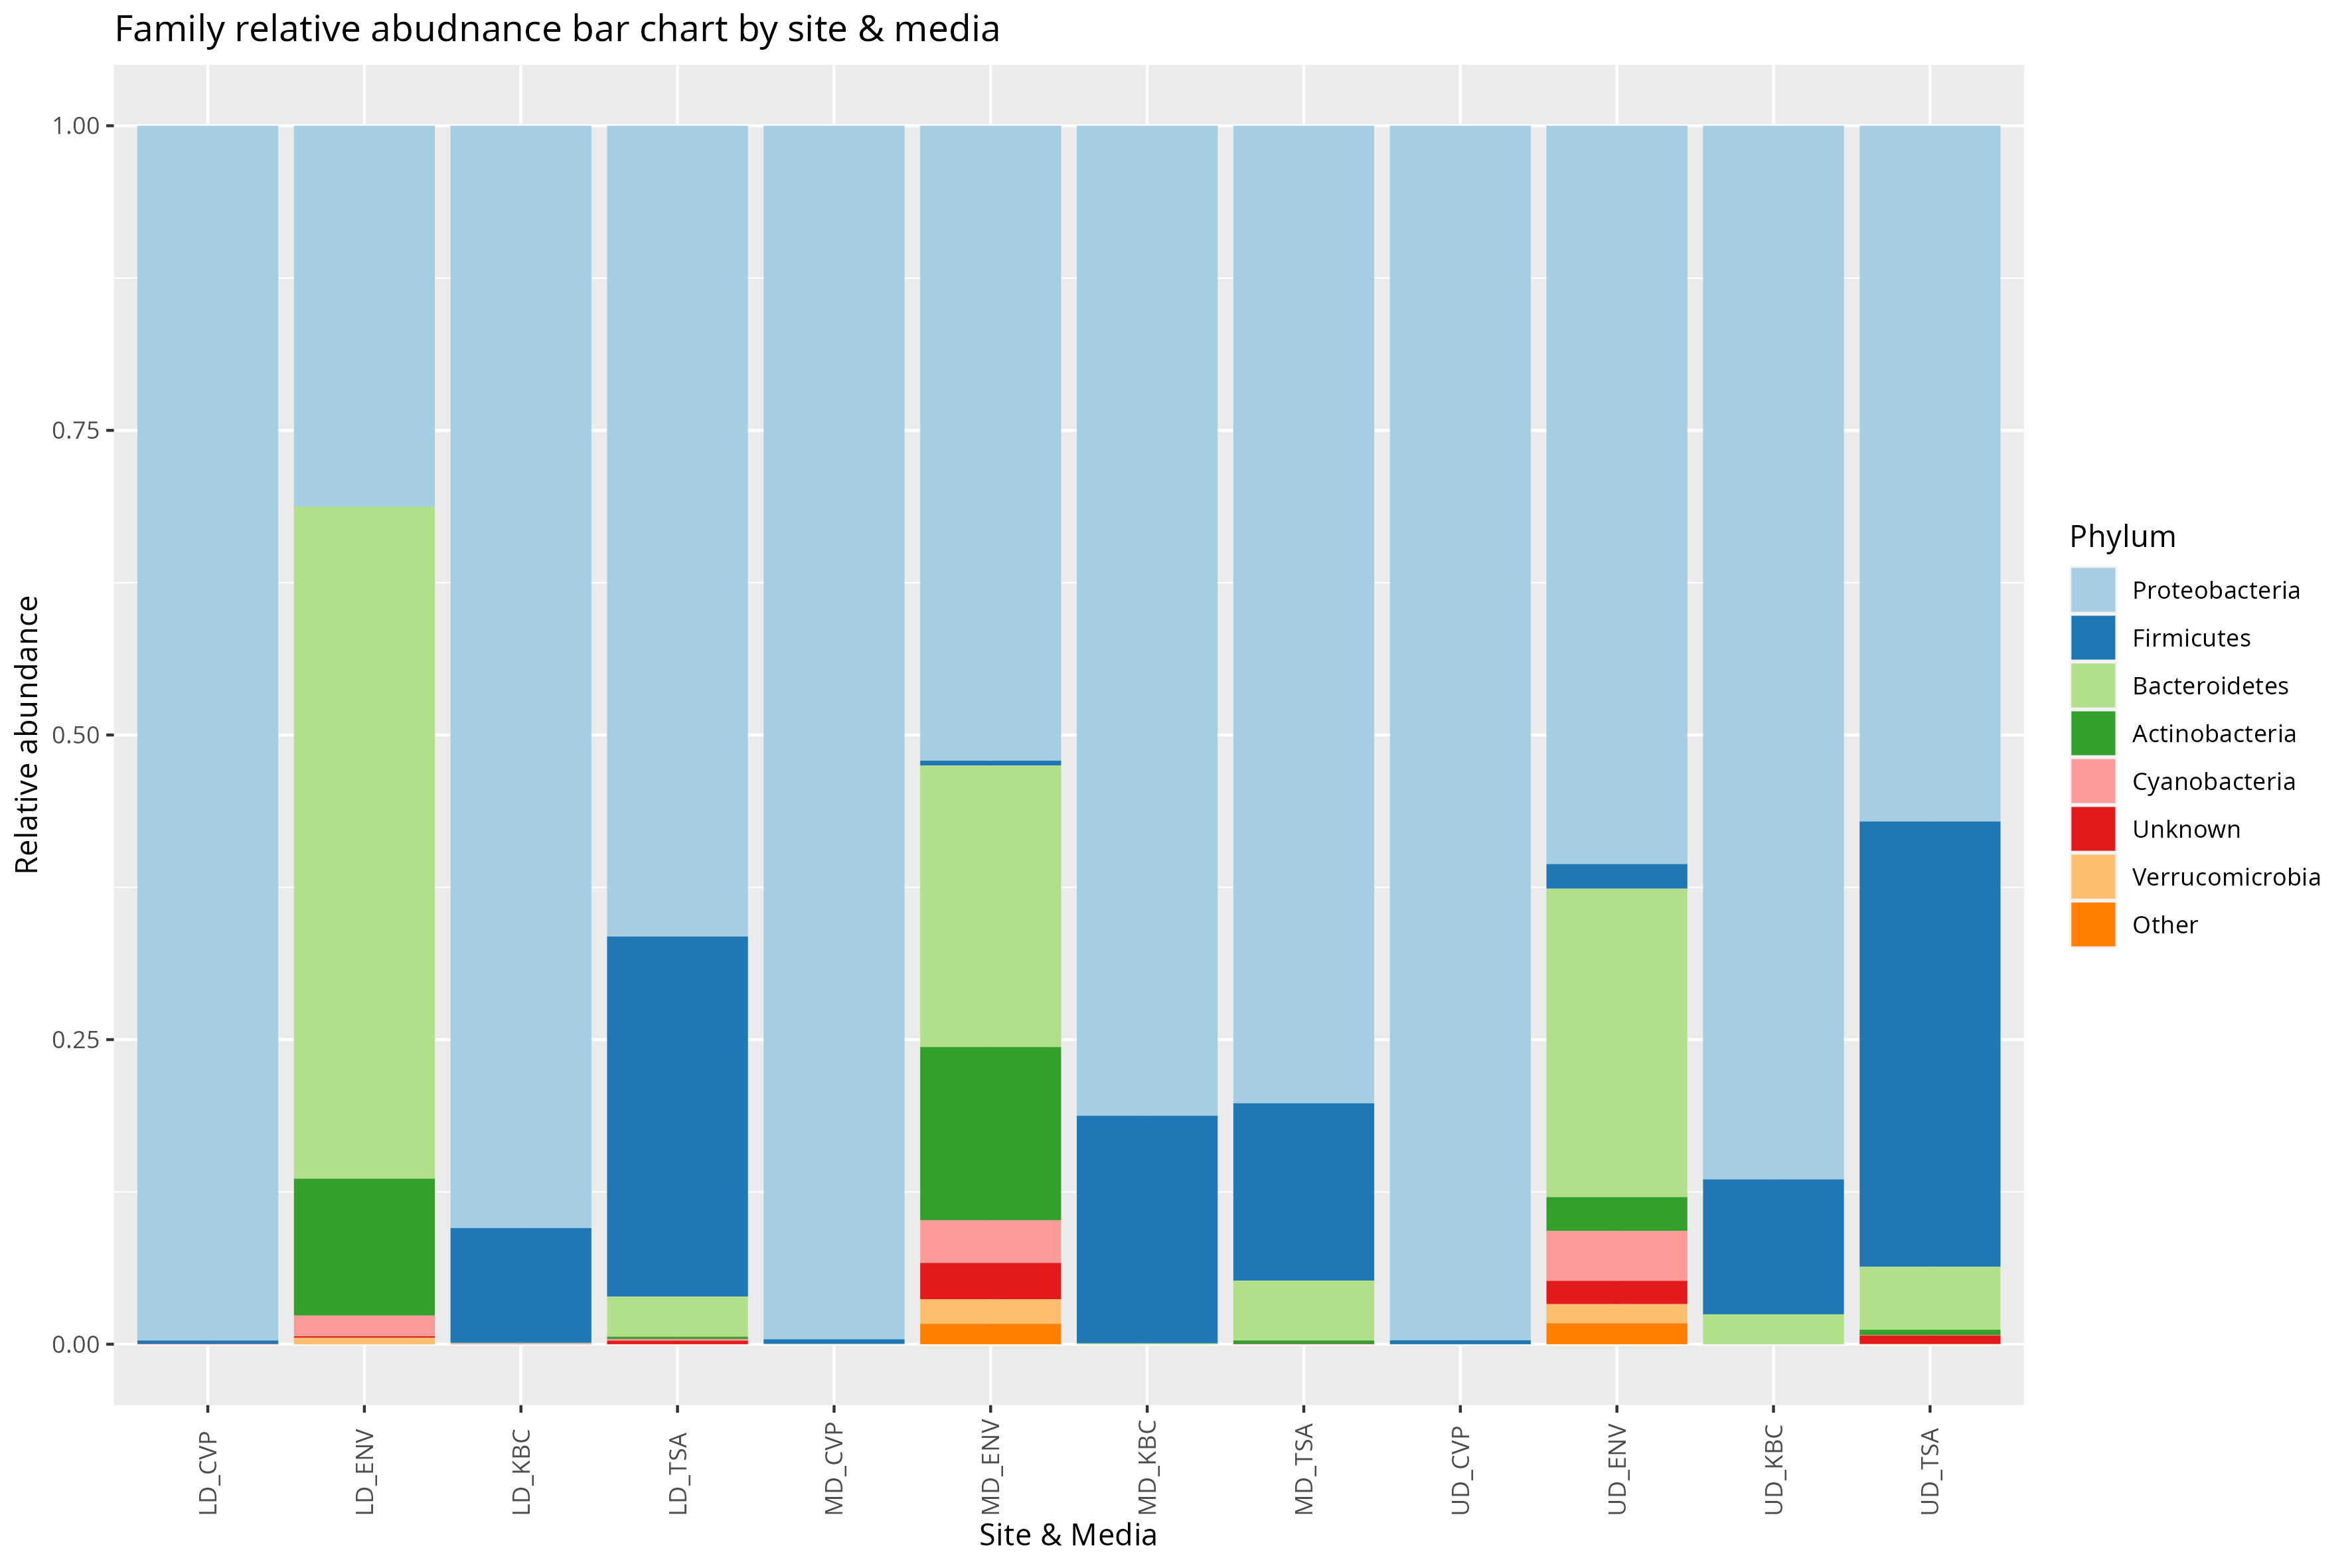 Family relative abudnance bar chart by site & media
Relative abundance
1.00
0.75
0.50
0.25
0.00
LD_CVP
LD_ENV
LD_KBC
LD_TSA
MD_CVP
MD_ENV
MD_KBC
MD_TSA
UD_CVP
UD_ENV
UD_KBC
UD_TSA
Site & Media
Phylum
Proteobacteria
Firmicutes
Bacteroidetes
Actinobacteria
Cyanobacteria
Unknown
Verrucomicrobia
Other